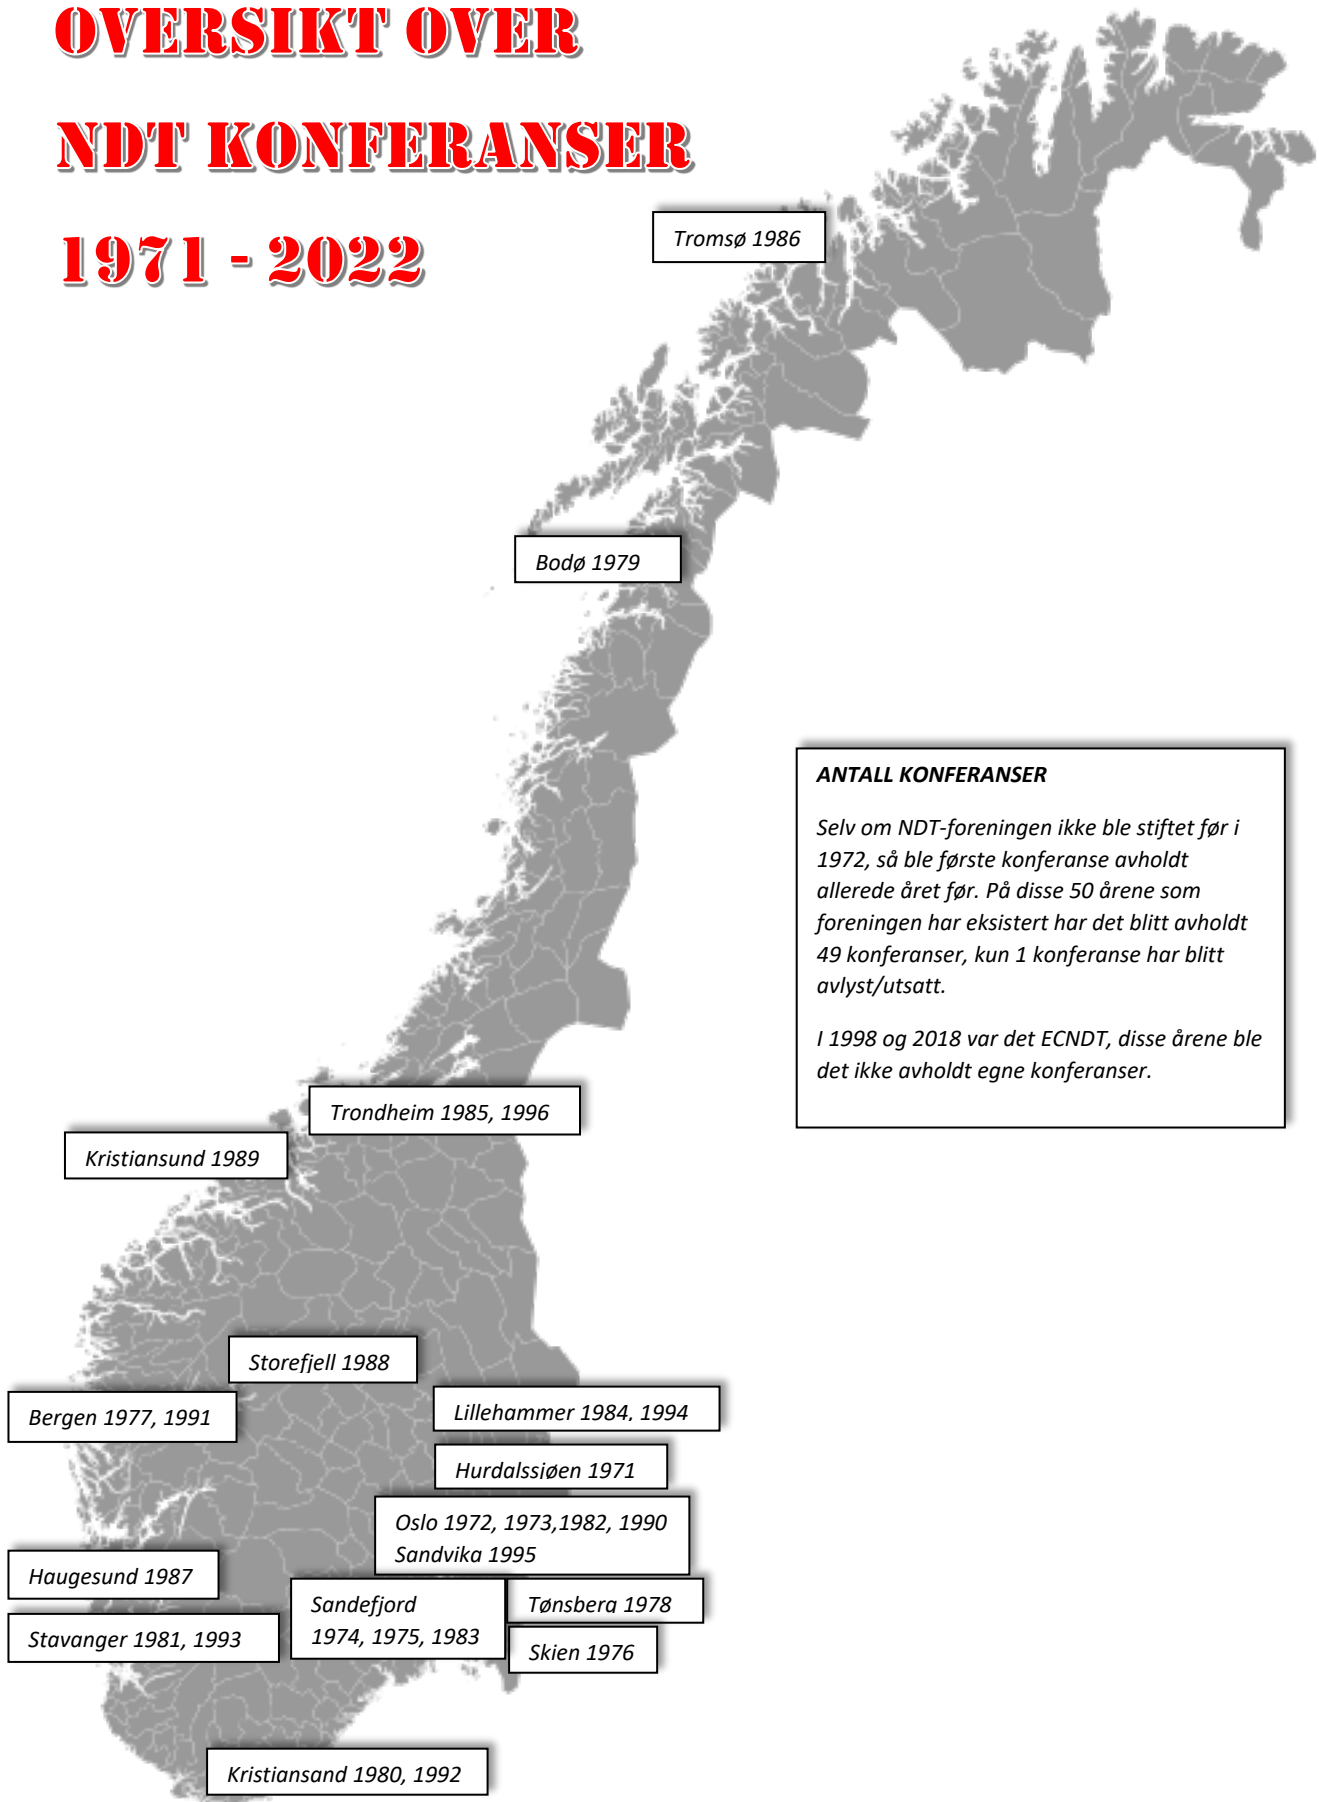 OVERSIKT OVER
NDT KONFERANSER
1971 - 2022
Tromsø 1986
Bodø 1979
ANTALL KONFERANSER
Selv om NDT-foreningen ikke ble stiftet før i
1972, så ble første konferanse avholdt
allerede året før. På disse 50 årene som
foreningen har eksistert har det blitt avholdt
49 konferanser, kun 1 konferanse har blitt
avlyst/utsatt.
I 1998 og 2018 var det ECNDT, disse årene ble
det ikke avholdt egne konferanser.
Trondheim 1985, 1996
Kristiansund 1989
Storefjell 1988
Bergen 1977, 1991
Lillehammer 1984, 1994
Hurdalssjøen 1971
Oslo 1972, 1973,1982, 1990
Sandvika 1995
Haugesund 1987
Sandefjord
1974, 1975, 1983
Tønsberg 1978
Stavanger 1981, 1993
Skien 1976
Kristiansand 1980, 1992